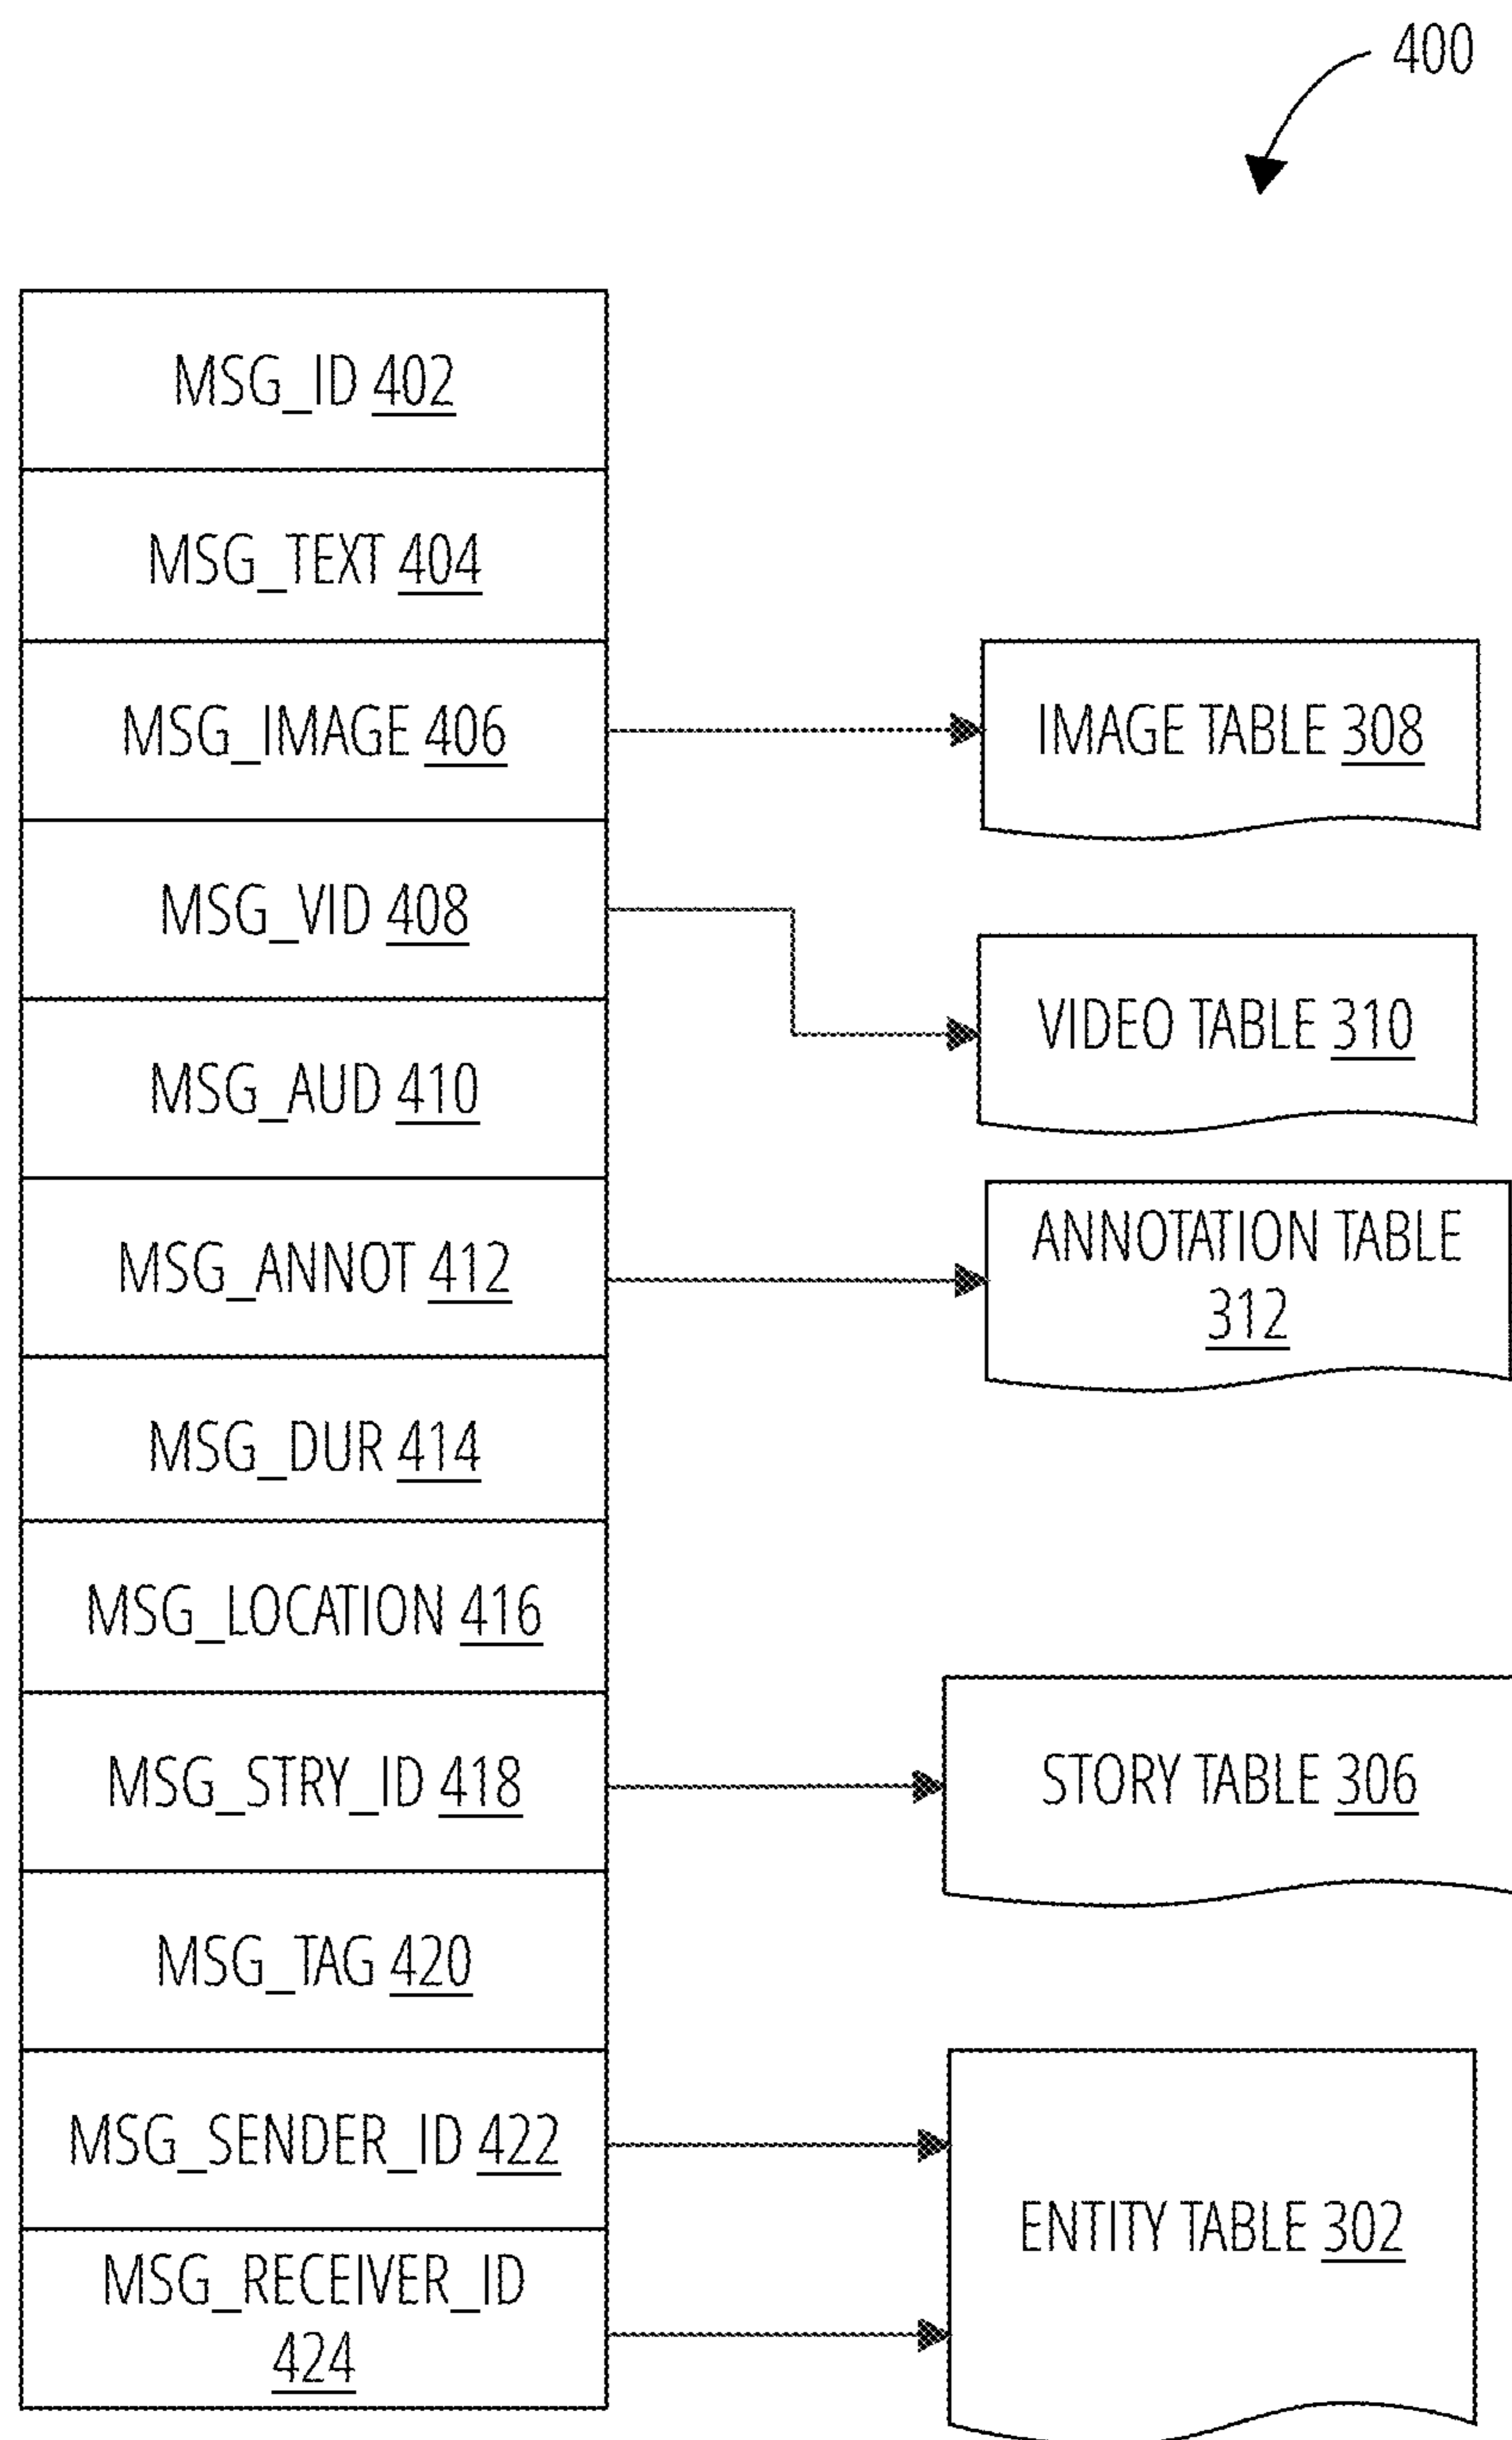 400
MSG_ID 402
MSG_TEXT 404
MSG_IMAGE 406
IMAGE TABLE 308
MSG_VID 408
VIDEO TABLE 310
MSG_AUD 410
MSG_ANNOT 412
ANNOTATION TABLE
312
MSG_DUR 414
MSG_LOCATION 416
MSG_STRY_ID 418
STORY TABLE 306
MSG_TAG 420
MSG_SENDER_ID 422
ENTITY TABLE 302
MSG_RECEIVER_ID
424